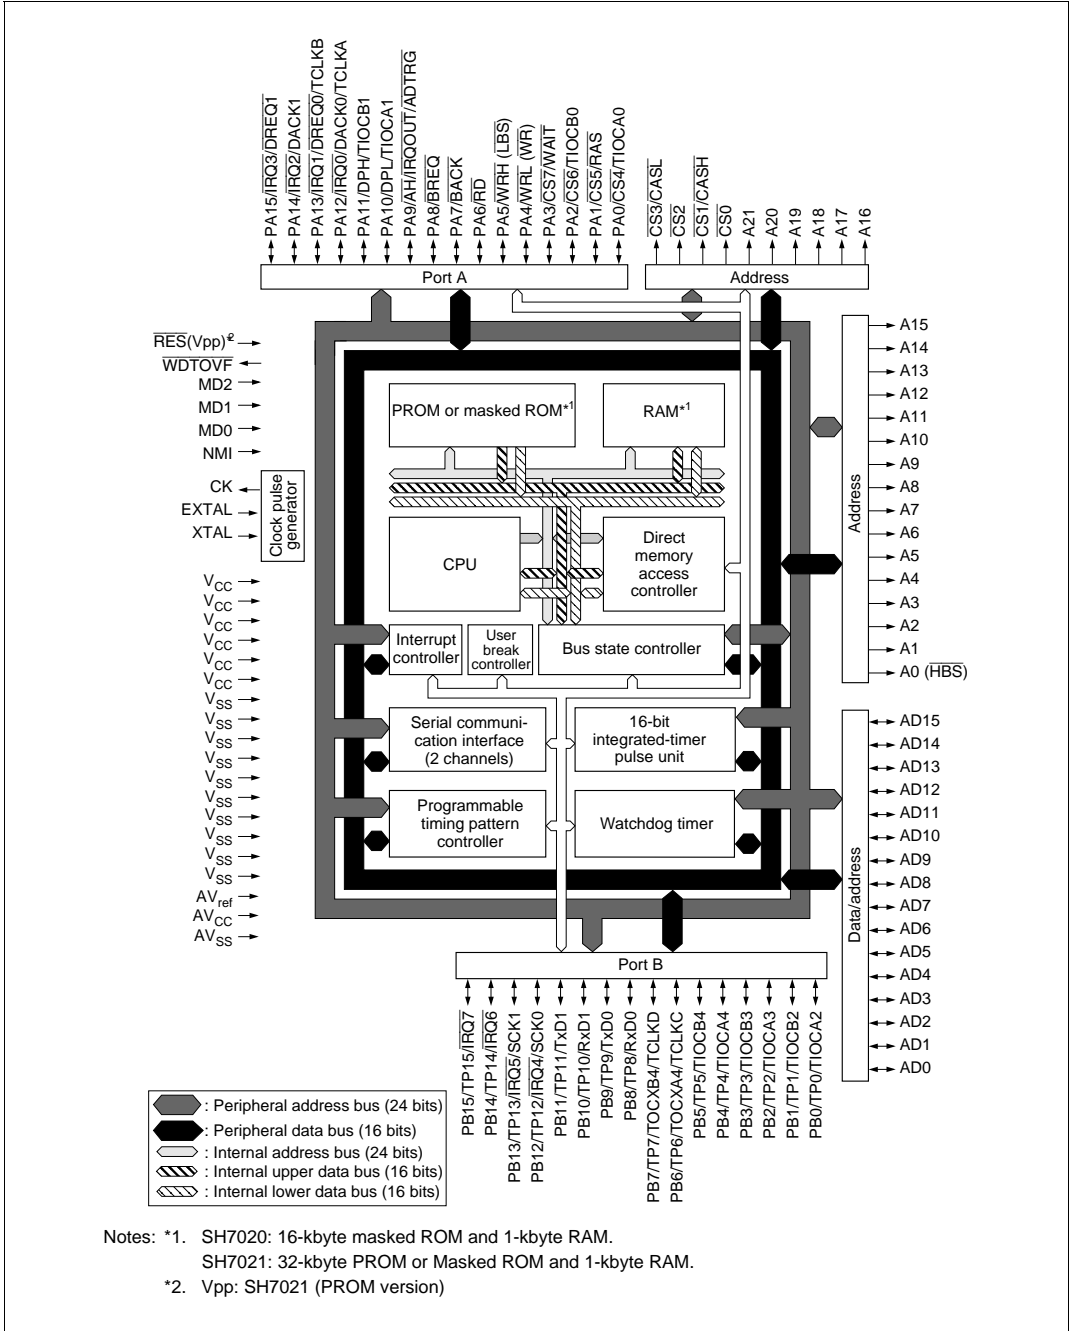 PA15/IRQ3/DREQ1
PA14/IRQ2/DACK1
PA13/IRQ1/DREQ0/TCLKB
PA12/IRQ0/DACK0/TCLKA
PA11/DPH/TIOCB1
PA10/DPL/TIOCA1
PA9/AH/IRQOUT/ADTRG
PA8/BREQ
PA7/BACK
PA6/RD
PA5/WRH (LBS)
PA4/WRL (WR)
PA3/CS7/WAIT
PA2/CS6/TIOCB0
PA1/CS5/RAS
PA0/CS4/TIOCA0
CS3/CASL
CS2
CS1/CASH
CS0
A21
A20
A19
A18
A17
A16
Port A
Address
RES(Vpp)*2
WDTOVF
MD2
MD1
MD0
NMI
CK
EXTAL
XTAL
Clock pulse
generator
VCC
VCC
VCC
VCC
VCC
VCC
VSS
VSS
VSS
VSS
VSS
VSS
VSS
VSS
VSS
VSS
AVref
AVCC
AVSS
PROM or masked ROM*1
RAM*1
CPU
Direct
memory
access
controller
Interrupt
controller
User
break
controller
Bus state controller
Serial communi-
cation interface
(2 channels)
16-bit
integrated-timer
pulse unit
Programmable
timing pattern
controller
Watchdog timer
Address
A15
A14
A13
A12
A11
A10
A9
A8
A7
A6
A5
A4
A3
A2
A1
A0 (HBS)
Data/address
AD15
AD14
AD13
AD12
AD11
AD10
AD9
AD8
AD7
AD6
AD5
AD4
AD3
AD2
AD1
AD0
Port B
PB15/TP15/IRQ7
PB14/TP14/IRQ6
PB13/TP13/IRQ5/SCK1
PB12/TP12/IRQ4/SCK0
PB11/TP11/TxD1
PB10/TP10/RxD1
PB9/TP9/TxD0
PB8/TP8/RxD0
PB7/TP7/TOCXB4/TCLKD
PB6/TP6/TOCXA4/TCLKC
PB5/TP5/TIOCB4
PB4/TP4/TIOCA4
PB3/TP3/TIOCB3
PB2/TP2/TIOCA3
PB1/TP1/TIOCB2
PB0/TP0/TIOCA2
: Peripheral address bus (24 bits)
: Peripheral data bus (16 bits)
: Internal address bus (24 bits)
: Internal upper data bus (16 bits)
: Internal lower data bus (16 bits)
Notes: *1. SH7020: 16-kbyte masked ROM and 1-kbyte RAM.
SH7021: 32-kbyte PROM or Masked ROM and 1-kbyte RAM.
*2. Vpp: SH7021 (PROM version)